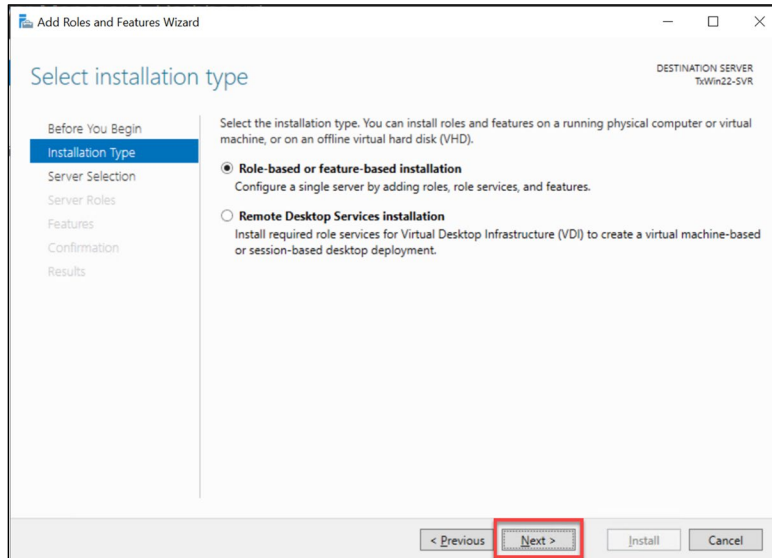 Add Roles and Features Wizard
Select installation type
DESTINATION SERVER
TxWin22-SVR
Before You Begin
Installation Type
Server Selection
Server Roles
Features
Confirmation
Results
Select the installation type. You can install roles and features on a running physical computer or virtual
machine, or on an offline virtual hard disk (VHD).
Role-based or feature-based installation
Configure a single server by adding roles, role services, and features.
Remote Desktop Services installation
Install required role services for Virtual Desktop Infrastructure (VDI) to create a virtual machine-based
or session-based desktop deployment.
< Previous
Next >
Install
Cancel